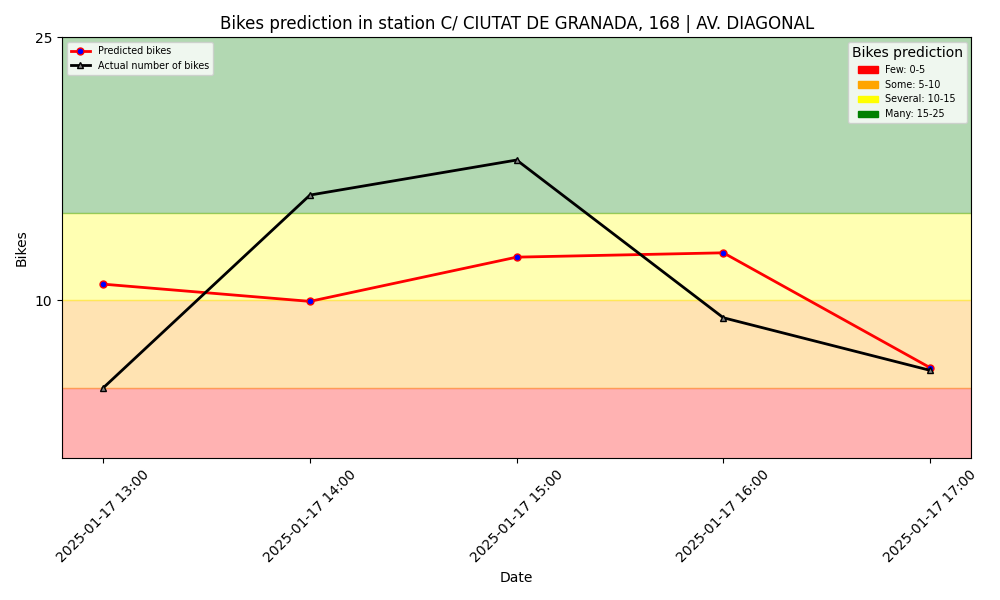 Bikes prediction in station C/ CIUTAT DE GRANADA, 168 | AV. DIAGONAL
25
10
Bikes
Predicted bikes
Actual number of bikes
Bikes prediction
Few: 0-5
Some: 5-10
Several: 10-15
Many: 15-25
2025-01-17 13:00
2025-01-17 14:00
2025-01-17 15:00
2025-01-17 16:00
2025-01-17 17:00
Date